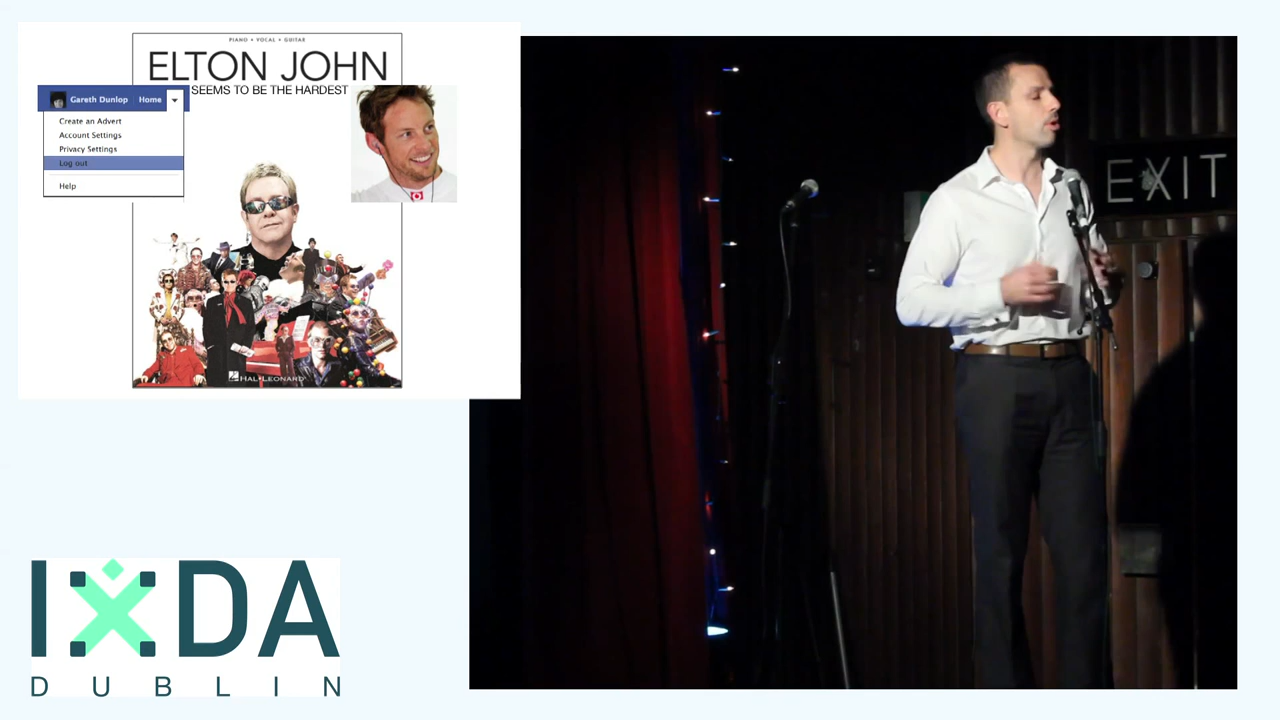 PIANO • VOCAL • GUITAR
ELTON JOHN
SEEMS TO BE THE HARDEST
Gareth Dunlop Home
Create an Advert
Account Settings
Privacy Settings
Log out
Help
HAL•LEONARD
EXIT
IXDA
DUBLIN